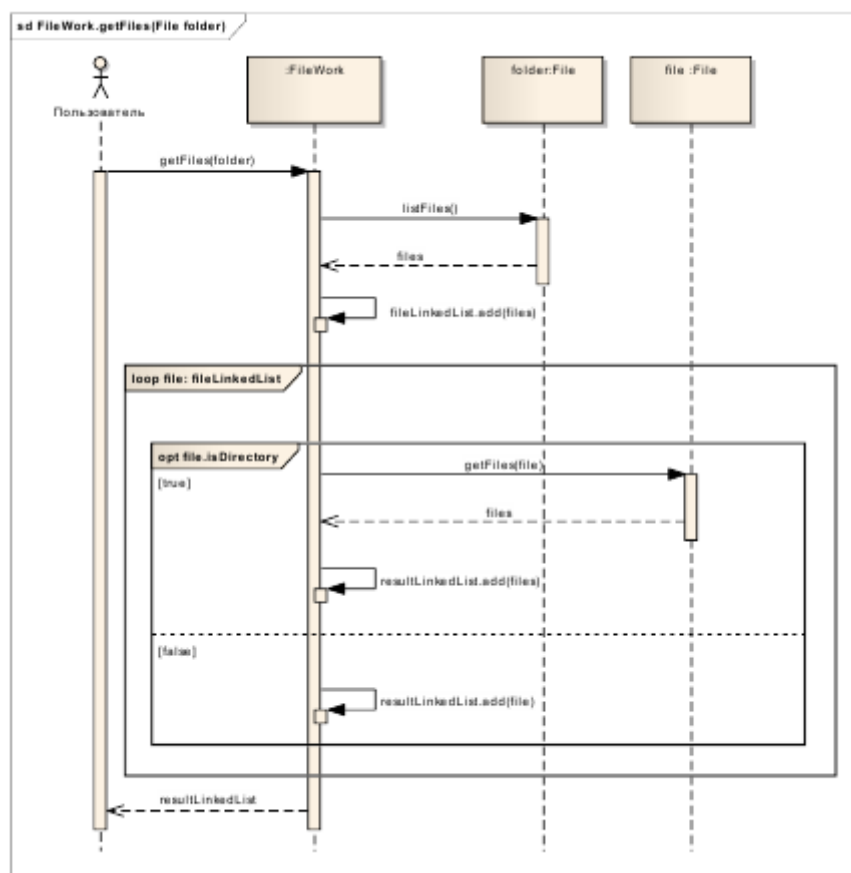 sd FileWork.getFiles(File folder)
:FileWork
folder:File
file :File
Пользователь
getFiles(folder)
listFiles()
files
fileLinkedList.add(files)
loop file: fileLinkedList
opt file.isDirectory
getFiles(file)
[true]
files
resultLinkedList.add(files)
[false]
resultLinkedList.add(file)
resultLinkedList